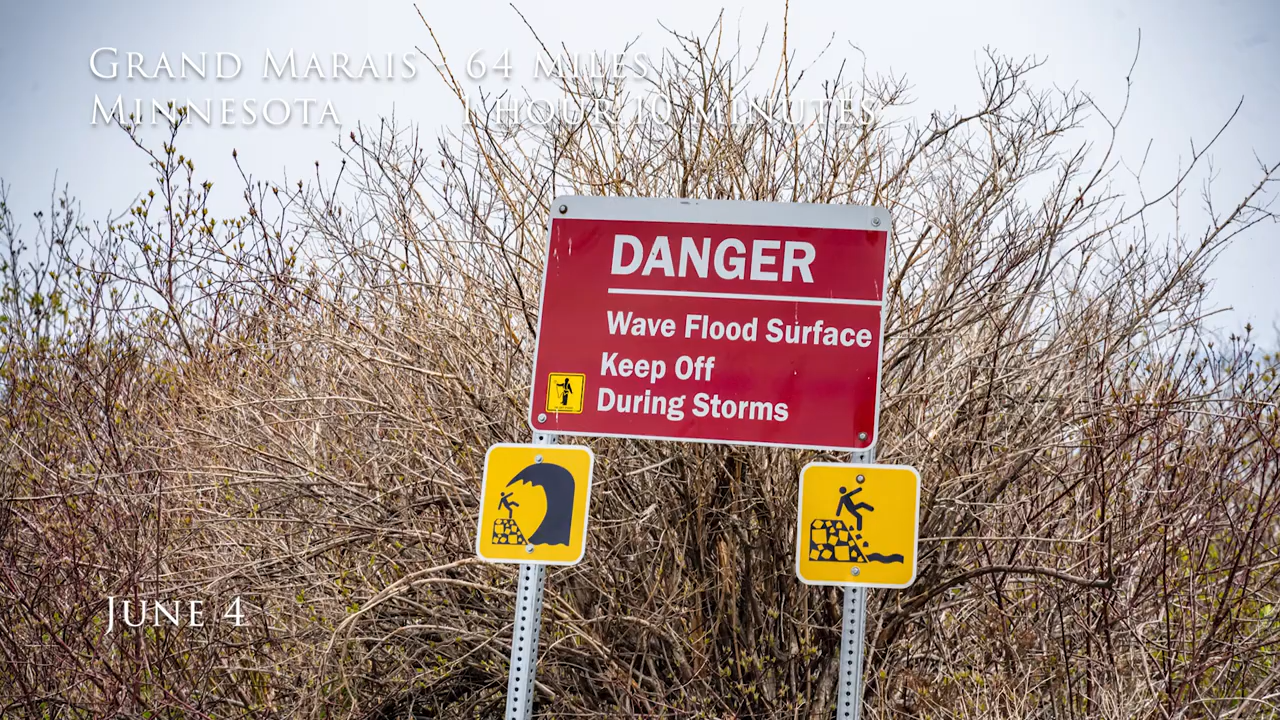 Grand Marais - 64 Miles
Minnesota 1 hour 10 minutes
DANGER
Wave Flood Surface
Keep Off
During Storms
June 4